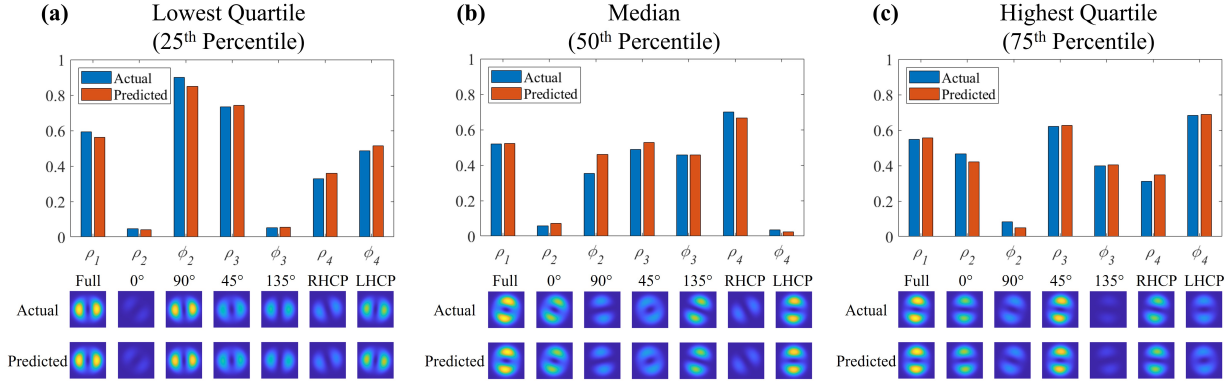 (a) Lowest Quartile
(25th Percentile)
1
0.8
0.6
0.4
0.2
0
Actual
Predicted
ρ1 ρ2 ϕ2 ρ3 ϕ3 ρ4 ϕ4
Full 0° 90° 45° 135° RHCP LHCP
Actual
Predicted
(b) Median
(50th Percentile)
1
0.8
0.6
0.4
0.2
0
Actual
Predicted
ρ1 ρ2 ϕ2 ρ3 ϕ3 ρ4 ϕ4
Full 0° 90° 45° 135° RHCP LHCP
Actual
Predicted
(c) Highest Quartile
(75th Percentile)
1
0.8
0.6
0.4
0.2
0
Actual
Predicted
ρ1 ρ2 ϕ2 ρ3 ϕ3 ρ4 ϕ4
Full 0° 90° 45° 135° RHCP LHCP
Actual
Predicted